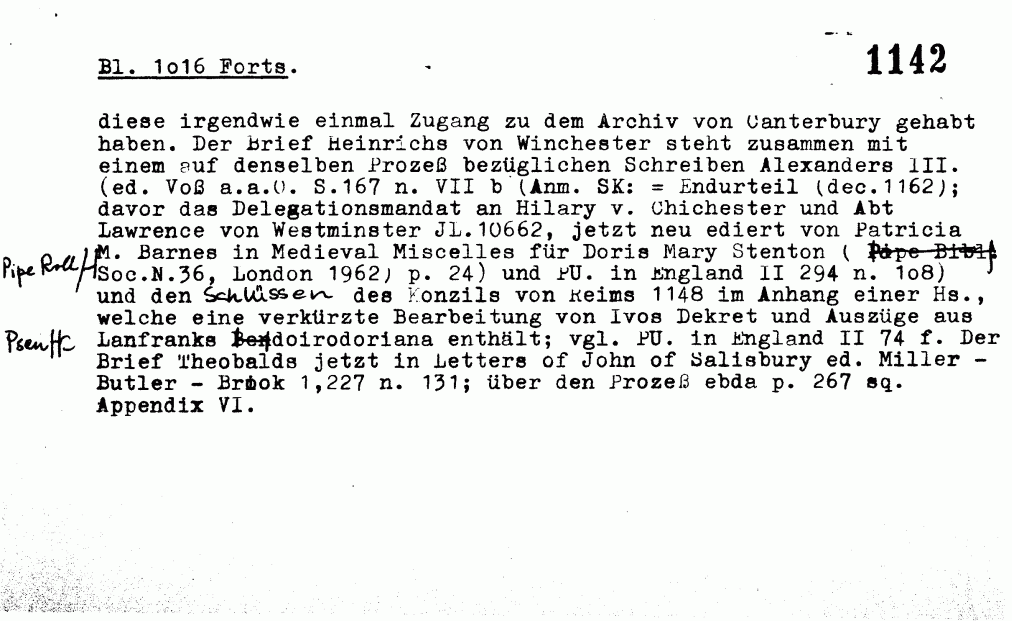 Bl. 1o16 Forts.
1142
diese irgendwie einmal Zugang zu dem Archiv von Canterbury gehabt
haben. Der Brief Heinrichs von Winchester steht zusammen mit
einem auf denselben Prozeß bezüglichen Schreiben Alexanders III.
(ed. Voß a.a.O. S.167 n. VII b (Anm. SK: = Endurteil (dec.1162);
davor das Delegationsmandat an Hilary v. Chichester und Abt
Lawrence von Westminster JL.10662, jetzt neu ediert von Patricia
M. Barnes in Medieval Miscelles für Doris Mary Stenton ( Pipe Bibl
Pipe Roll
Soc.N.36, London 1962) p. 24) und PU. in England II 294 n. 1o8)
und den Schlüssen des Konzils von Reims 1148 im Anhang einer Hs.,
welche eine verkürzte Bearbeitung von Ivos Dekret und Auszüge aus
Pseu
Lanfranks doirodoriana enthält; vgl. PU. in England II 74 f. Der
Brief Theobalds jetzt in Letters of John of Salisbury ed. Miller -
Butler - Brook 1,227 n. 131; über den Prozeß ebda p. 267 sq.
Appendix VI.